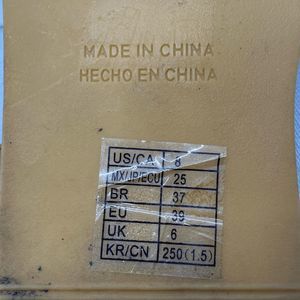 MADE IN CHINA
HECHO EN CHINA
US/CA 8
MX/JP/ECU 25
BR 37
EU 39
UK 6
KR/CN 250(1.5)